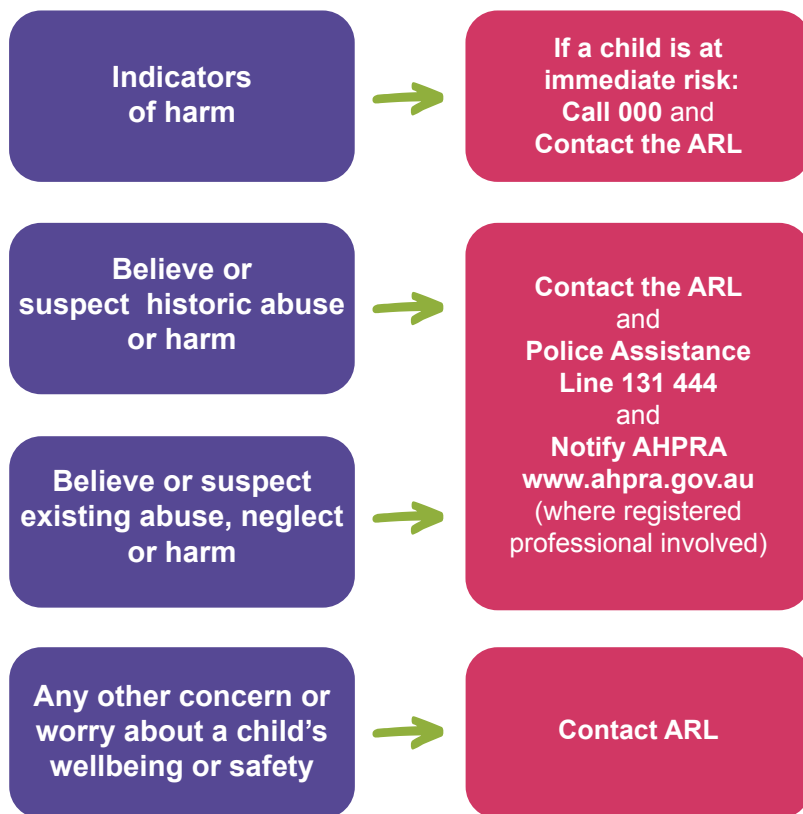 Indicators
of harm
If a child is at
immediate risk:
Call 000 and
Contact the ARL
Believe or
suspect historic abuse
or harm
Contact the ARL
and
Police Assistance
Line 131 444
and
Notify AHPRA
www.ahpra.gov.au
(where registered
professional involved)
Believe or suspect
existing abuse, neglect
or harm
Any other concern or
worry about a child’s
wellbeing or safety
Contact ARL